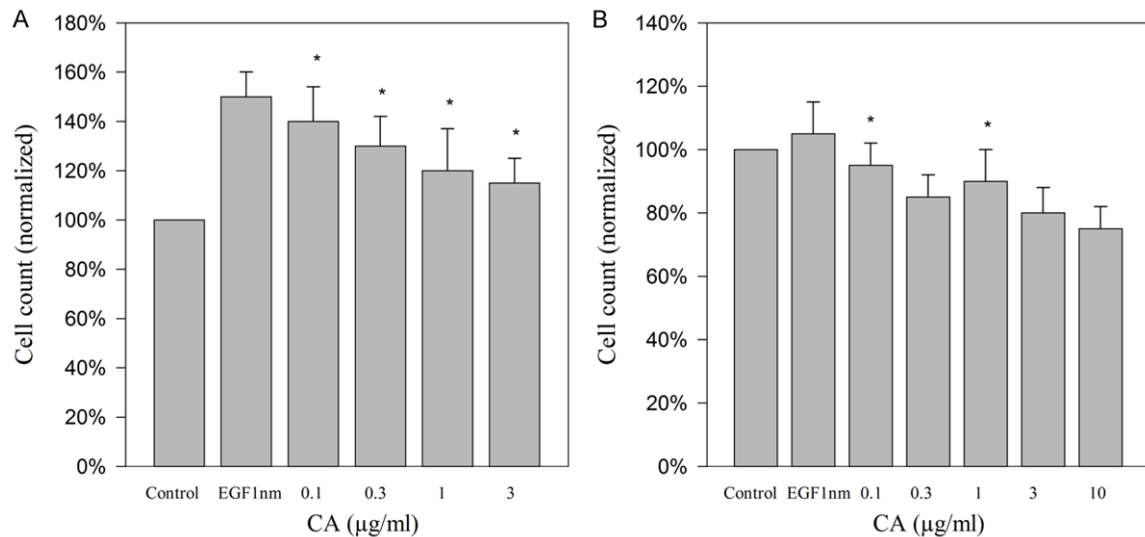 A
Cell count (normalized)
180%
160%
140%
120%
100%
80%
60%
40%
20%
0%
* * * *
Control EGF1nm 0.1 0.3 1 3
CA (µg/ml)
B
Cell count (normalized)
140%
120%
100%
80%
60%
40%
20%
0%
* *
Control EGF1nm 0.1 0.3 1 3 10
CA (µg/ml)